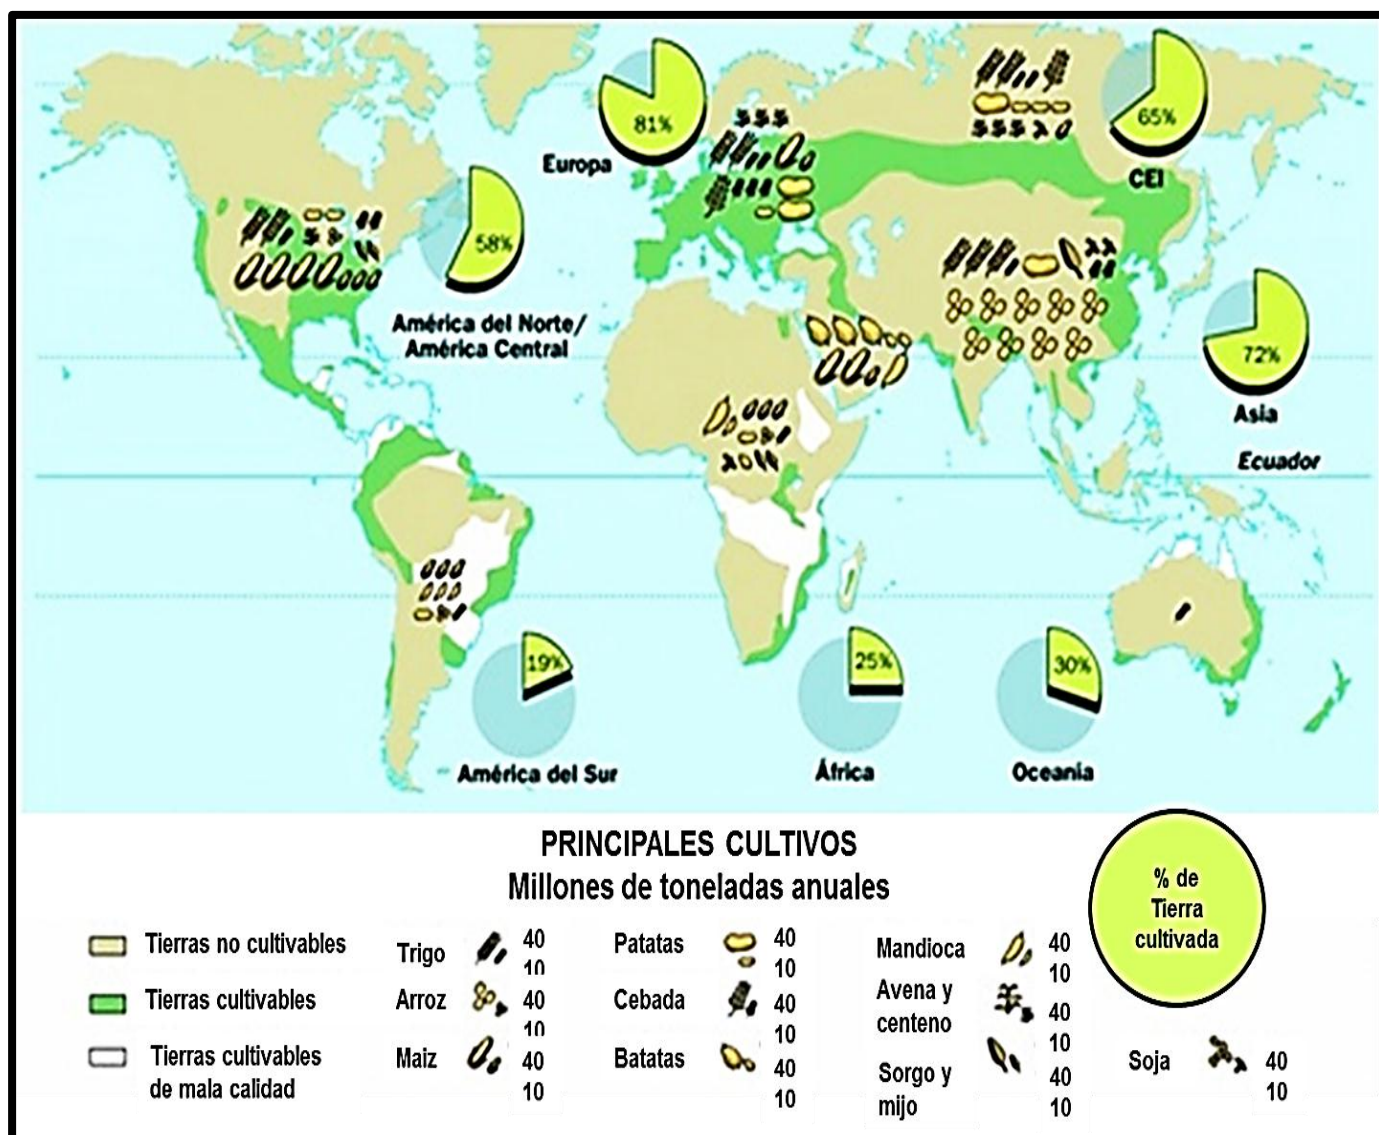 81%
Europa
65%
CEI
58%
América del Norte/
América Central
72%
Asia
Ecuador
19%
América del Sur
25%
África
30%
Oceanía
PRINCIPALES CULTIVOS
Millones de toneladas anuales
% de
Tierra
cultivada
Tierras no cultivables
Tierras cultivables
Tierras cultivables
de mala calidad
Trigo
40
10
Arroz
40
10
Maiz
40
10
Patatas
40
10
Cebada
40
10
Batatas
40
10
Mandioca
40
10
Avena y
centeno
40
10
Sorgo y
mijo
40
10
Soja
40
10